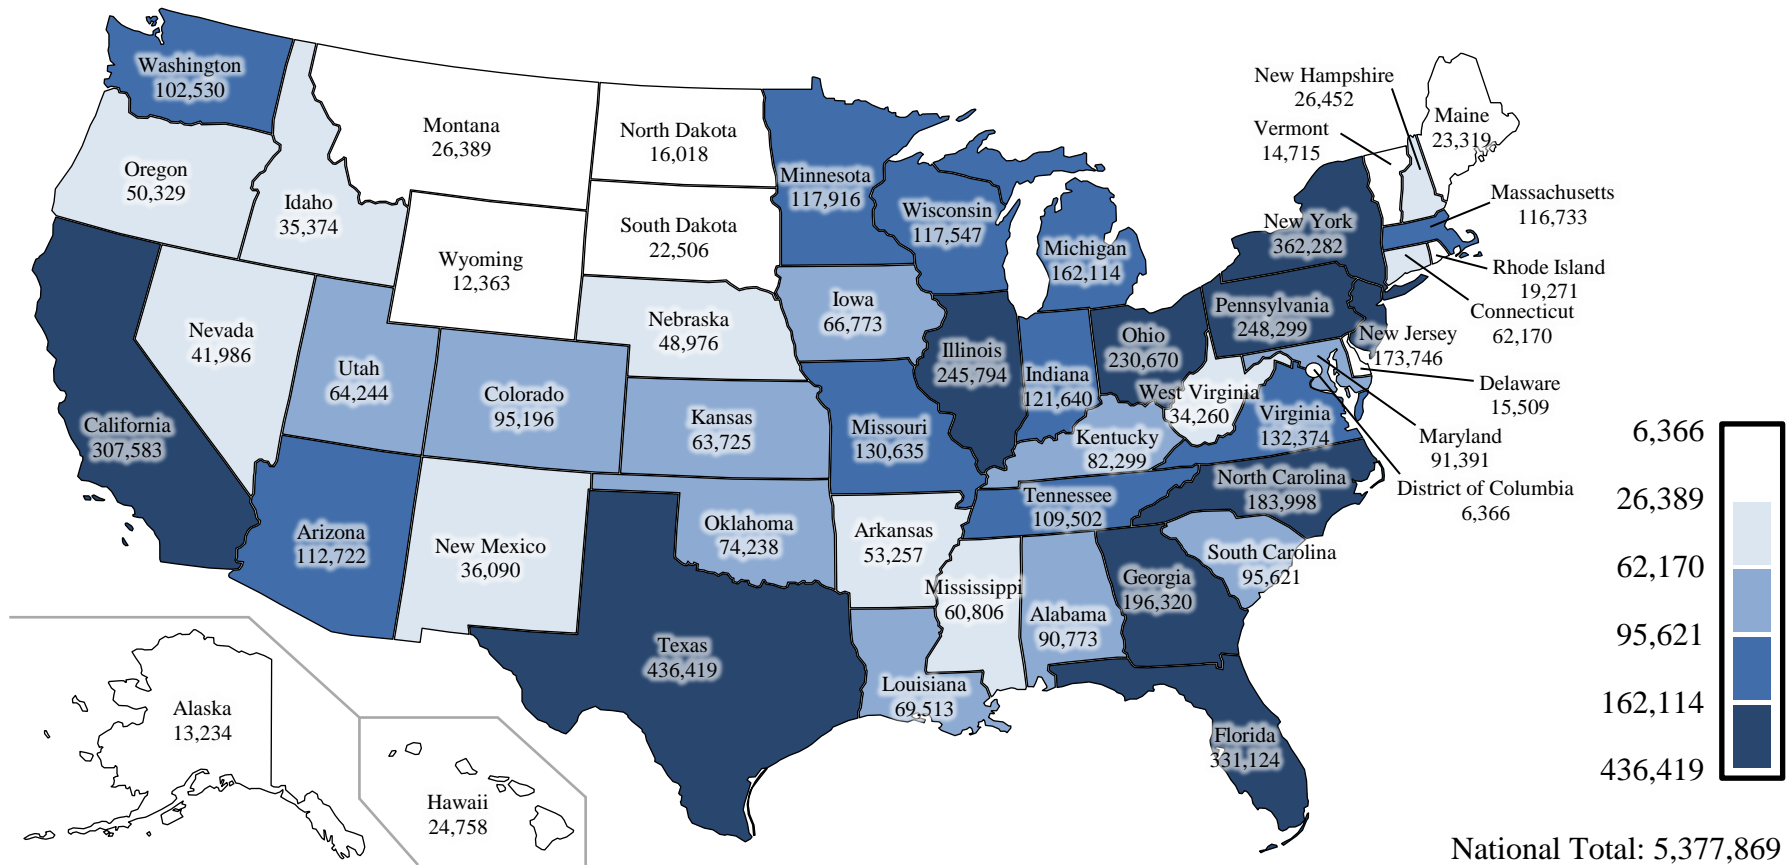 Washington
102,530
Oregon
50,329
Idaho
35,374
Montana
26,389
Wyoming
12,363
North Dakota
16,018
South Dakota
22,506
Minnesota
117,916
Wisconsin
117,547
Michigan
162,114
New York
362,282
Vermont
14,715
New Hampshire
26,452
Maine
23,319
Massachusetts
116,733
Rhode Island
19,271
Connecticut
62,170
New Jersey
173,746
Pennsylvania
248,299
Delaware
15,509
Maryland
91,391
District of Columbia
6,366
California
307,583
Nevada
41,986
Utah
64,244
Colorado
95,196
Nebraska
48,976
Iowa
66,773
Kansas
63,725
Missouri
130,635
Illinois
245,794
Indiana
121,640
Ohio
230,670
West Virginia
34,260
Virginia
132,374
Kentucky
82,299
Tennessee
109,502
North Carolina
183,998
South Carolina
95,621
Georgia
196,320
Alabama
90,773
Mississippi
60,806
Arkansas
53,257
Oklahoma
74,238
Arizona
112,722
New Mexico
36,090
Texas
436,419
Louisiana
69,513
Florida
331,124
Alaska
13,234
Hawaii
24,758
6,366
26,389
62,170
95,621
162,114
436,419
National Total: 5,377,869